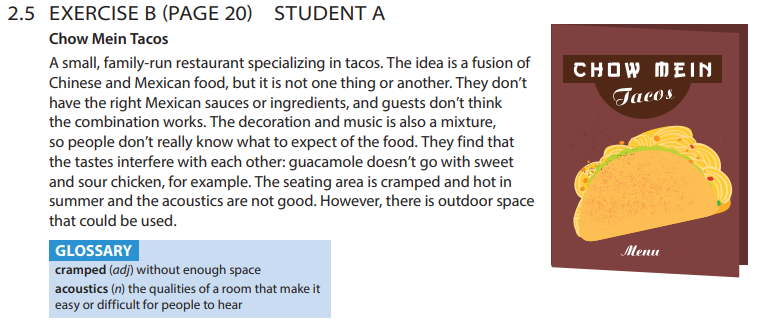 2.5 EXERCISE B (PAGE 20) STUDENT A
Chow Mein Tacos
A small, family-run restaurant specializing in tacos. The idea is a fusion of
Chinese and Mexican food, but it is not one thing or another. They don't
have the right Mexican sauces or ingredients, and guests don't think
the combination works. The decoration and music is also a mixture,
so people don't really know what to expect of the food. They find that
the tastes interfere with each other: guacamole doesn't go with sweet
and sour chicken, for example. The seating area is cramped and hot in
summer and the acoustics are not good. However, there is outdoor space
that could be used.
GLOSSARY
cramped (adj) without enough space
acoustics (n) the qualities of a room that make it
easy or difficult for people to hear
CHOW MEIN
Tacos
Menu